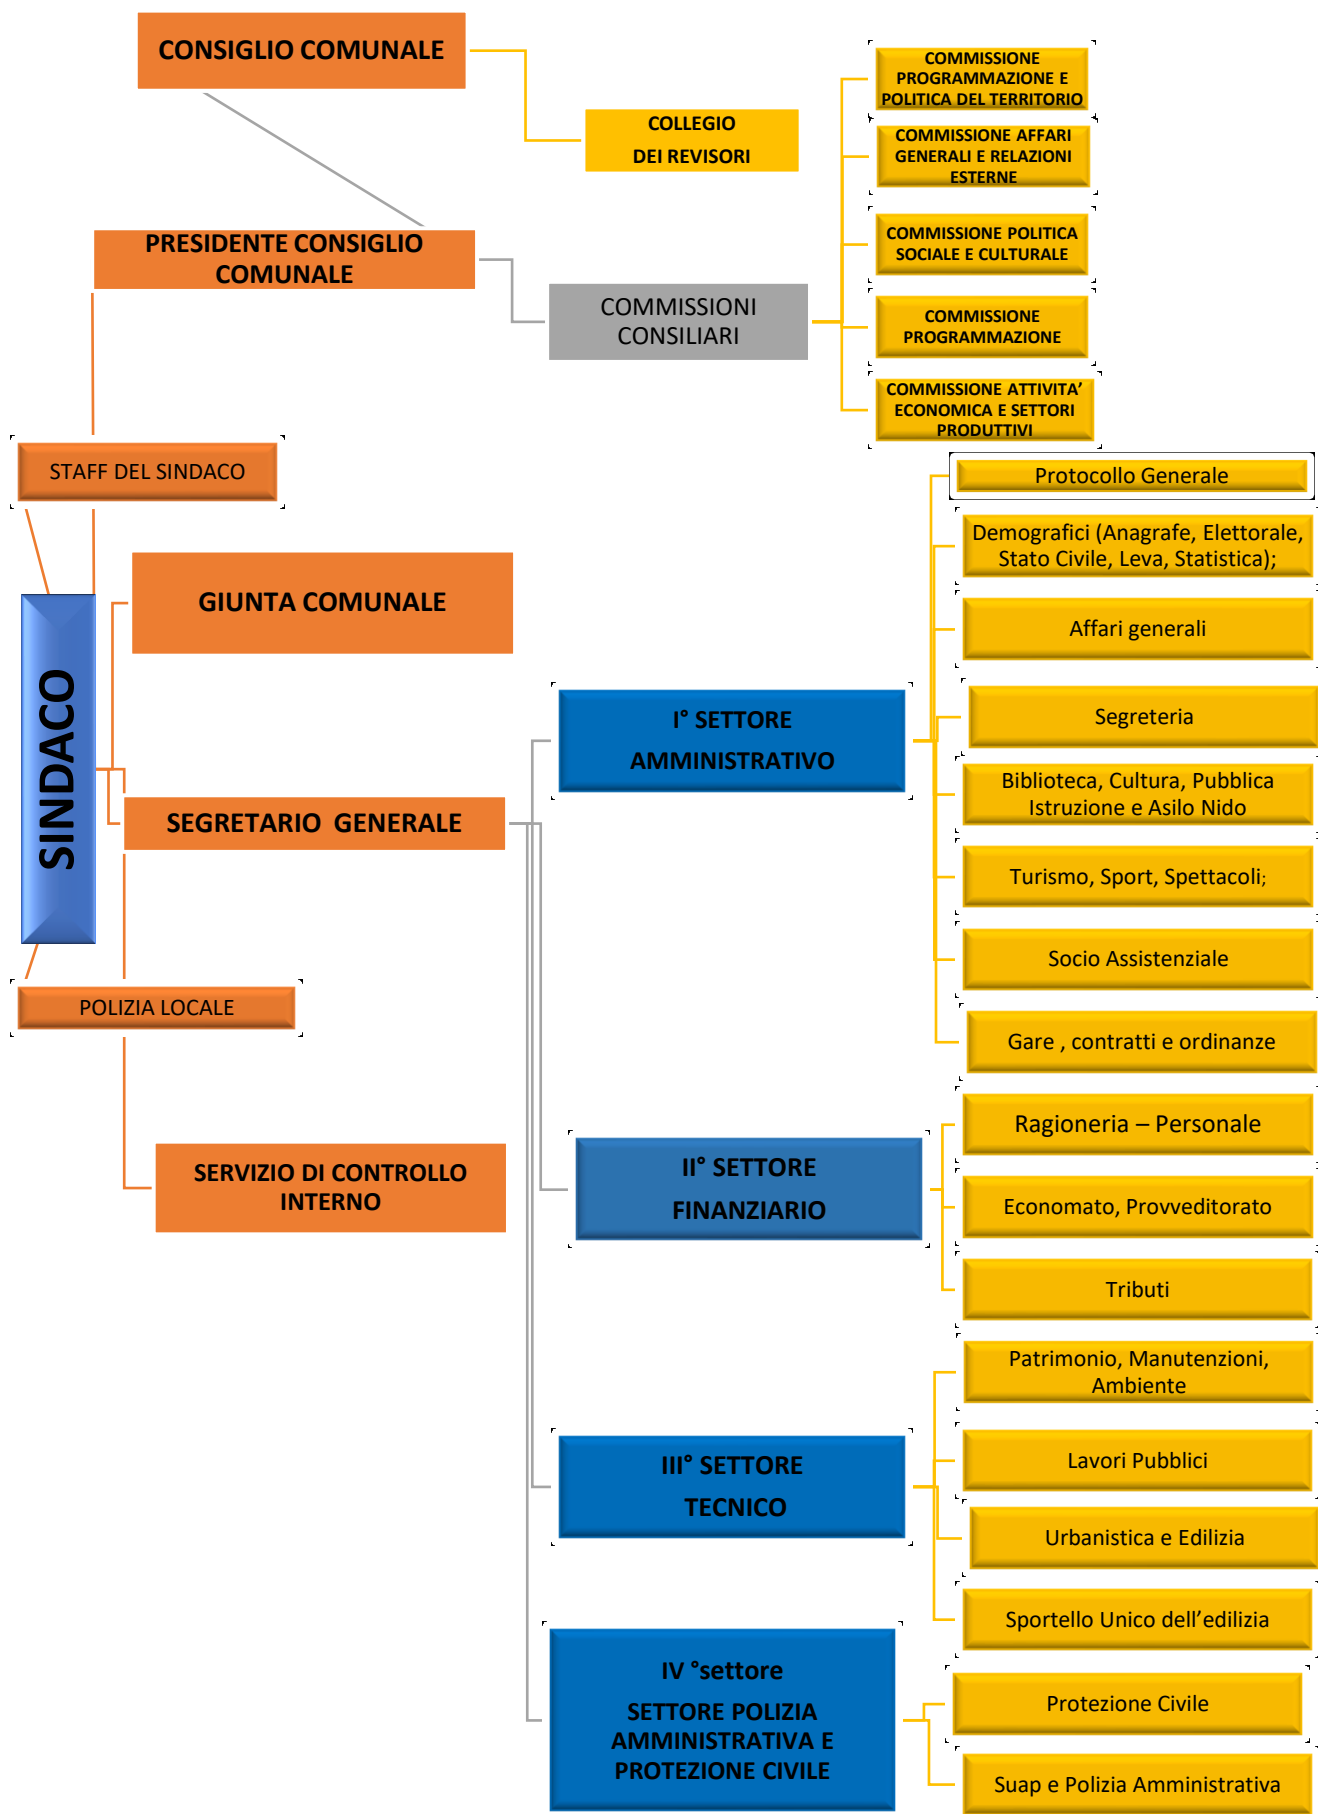 CONSIGLIO COMUNALE
COLLEGIO
DEI REVISORI
COMMISSIONE
PROGRAMMAZIONE E
POLITICA DEL TERRITORIO
COMMISSIONE AFFARI
GENERALI E RELAZIONI
ESTERNE
PRESIDENTE CONSIGLIO
COMUNALE
COMMISSIONI
CONSILIARI
COMMISSIONE POLITICA
SOCIALE E CULTURALE
COMMISSIONE
PROGRAMMAZIONE
COMMISSIONE ATTIVITA’
ECONOMICA E SETTORI
PRODUTTIVI
STAFF DEL SINDACO
SINDACO
GIUNTA COMUNALE
SEGRETARIO GENERALE
POLIZIA LOCALE
SERVIZIO DI CONTROLLO
INTERNO
I° SETTORE
AMMINISTRATIVO
Protocollo Generale
Demografici (Anagrafe, Elettorale,
Stato Civile, Leva, Statistica);
Affari generali
Segreteria
Biblioteca, Cultura, Pubblica
Istruzione e Asilo Nido
Turismo, Sport, Spettacoli;
Socio Assistenziale
Gare , contratti e ordinanze
II° SETTORE
FINANZIARIO
Ragioneria – Personale
Economato, Provveditorato
Tributi
III° SETTORE
TECNICO
Patrimonio, Manutenzioni,
Ambiente
Lavori Pubblici
Urbanistica e Edilizia
Sportello Unico dell’edilizia
IV °settore
SETTORE POLIZIA
AMMINISTRATIVA E
PROTEZIONE CIVILE
Protezione Civile
Suap e Polizia Amministrativa